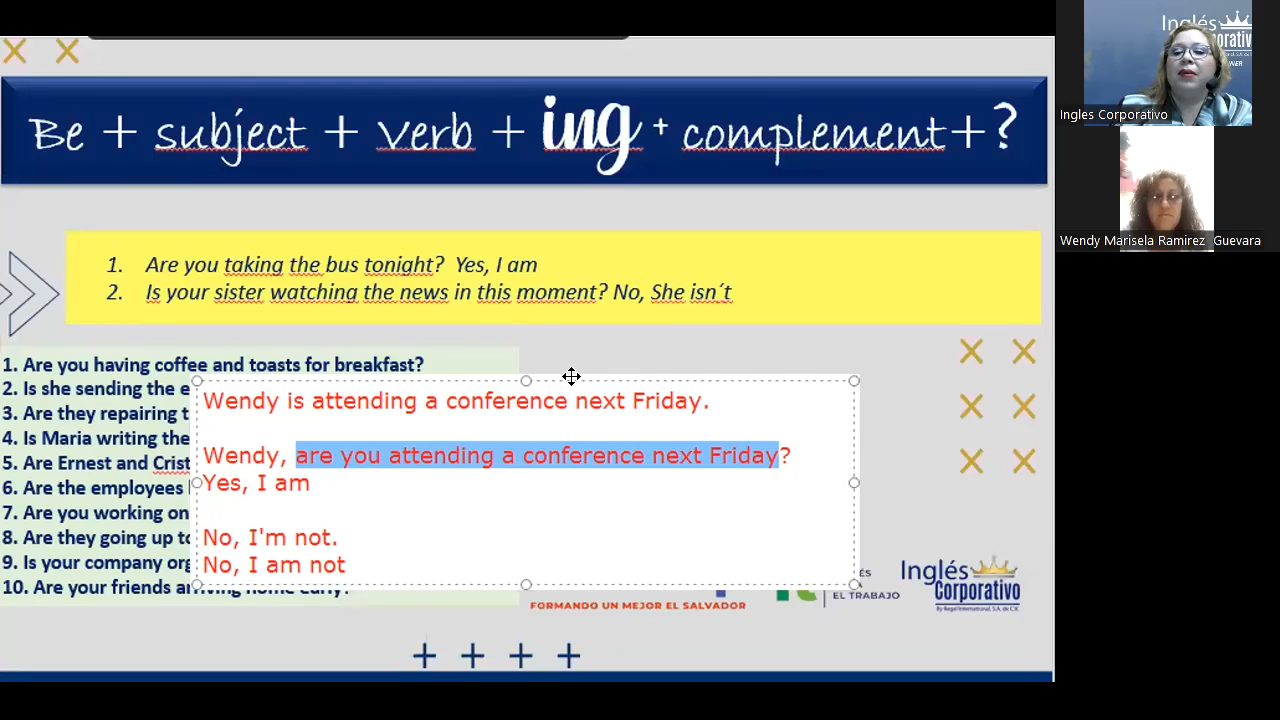 Be + subject + verb + ing + complement + ?
1. Are you taking the bus tonight? Yes, I am
2. Is your sister watching the news in this moment? No, She isn´t
1. Are you having coffee and toasts for breakfast?
2. Is she sending the e
3. Are they repairing t
4. Is Maria writing the
5. Are Ernest and Crist
6. Are the employees
7. Are you working on
8. Are they going up to
9. Is your company org
10. Are your friends arriving home early?
Wendy is attending a conference next Friday.
Wendy, are you attending a conference next Friday?
Yes, I am
No, I'm not.
No, I am not
FORMANDO UN MEJOR EL SALVADOR
EL TRABAJO
Inglés
Corporativo
Inglés
Ingles Corporativo
Wendy Marisela Ramirez Guevara